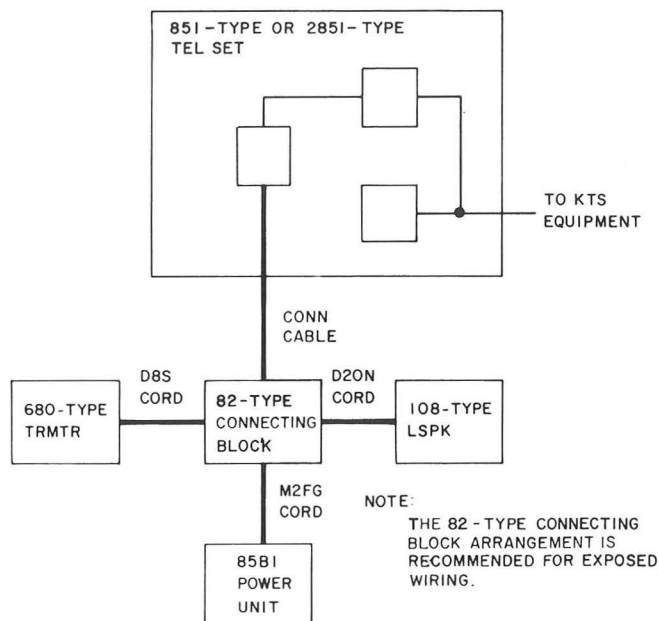 851-TYPE OR 2851-TYPE
TEL SET
TO KTS
EQUIPMENT
CONN
CABLE
D8S
CORD
D20N
CORD
680-TYPE
TRMTR
82-TYPE
CONNECTING
BLOCK
108-TYPE
LSPK
M2FG
CORD
85B1
POWER
UNIT
NOTE:
THE 82-TYPE CONNECTING
BLOCK ARRANGEMENT IS
RECOMMENDED FOR EXPOSED
WIRING.